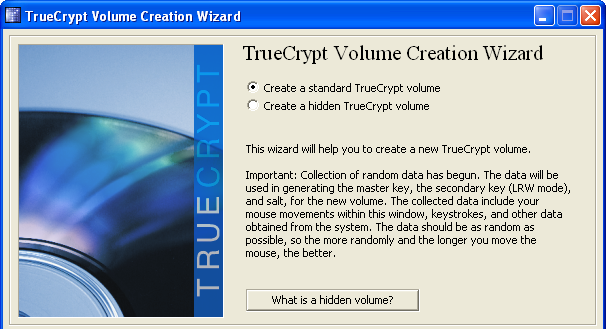 TrueCrypt Volume Creation Wizard
TRUECRYPT
TrueCrypt Volume Creation Wizard
Create a standard TrueCrypt volume
Create a hidden TrueCrypt volume
This wizard will help you to create a new TrueCrypt volume.
Important: Collection of random data has begun. The data will be
used in generating the master key, the secondary key (LRW mode),
and salt, for the new volume. The collected data include your
mouse movements within this window, keystrokes, and other data
obtained from the system. The data should be as random as
possible, so the more randomly and the longer you move the
mouse, the better.
What is a hidden volume?